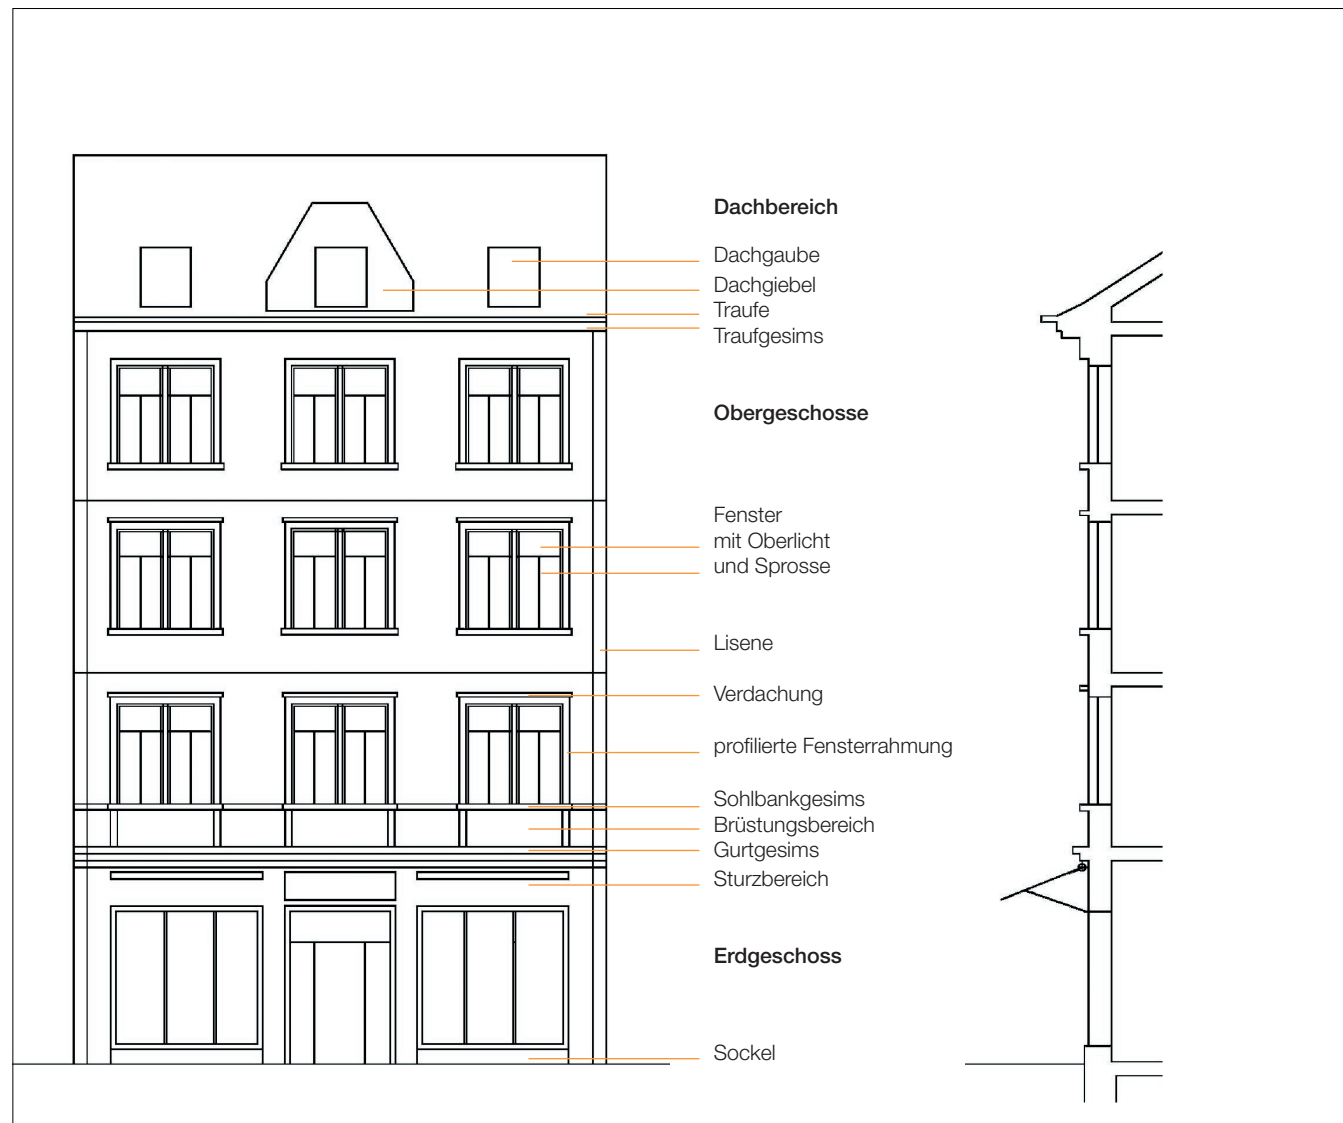 Dachbereich
Dachgaube
Dachgiebel
Traufe
Traufgesims
Obergeschosse
Fenster
mit Oberlicht
und Sprosse
Lisene
Verdachung
profilierte Fensterrahmung
Sohlbankgesims
Brüstungsbereich
Gurtgesims
Sturzbereich
Erdgeschoss
Sockel